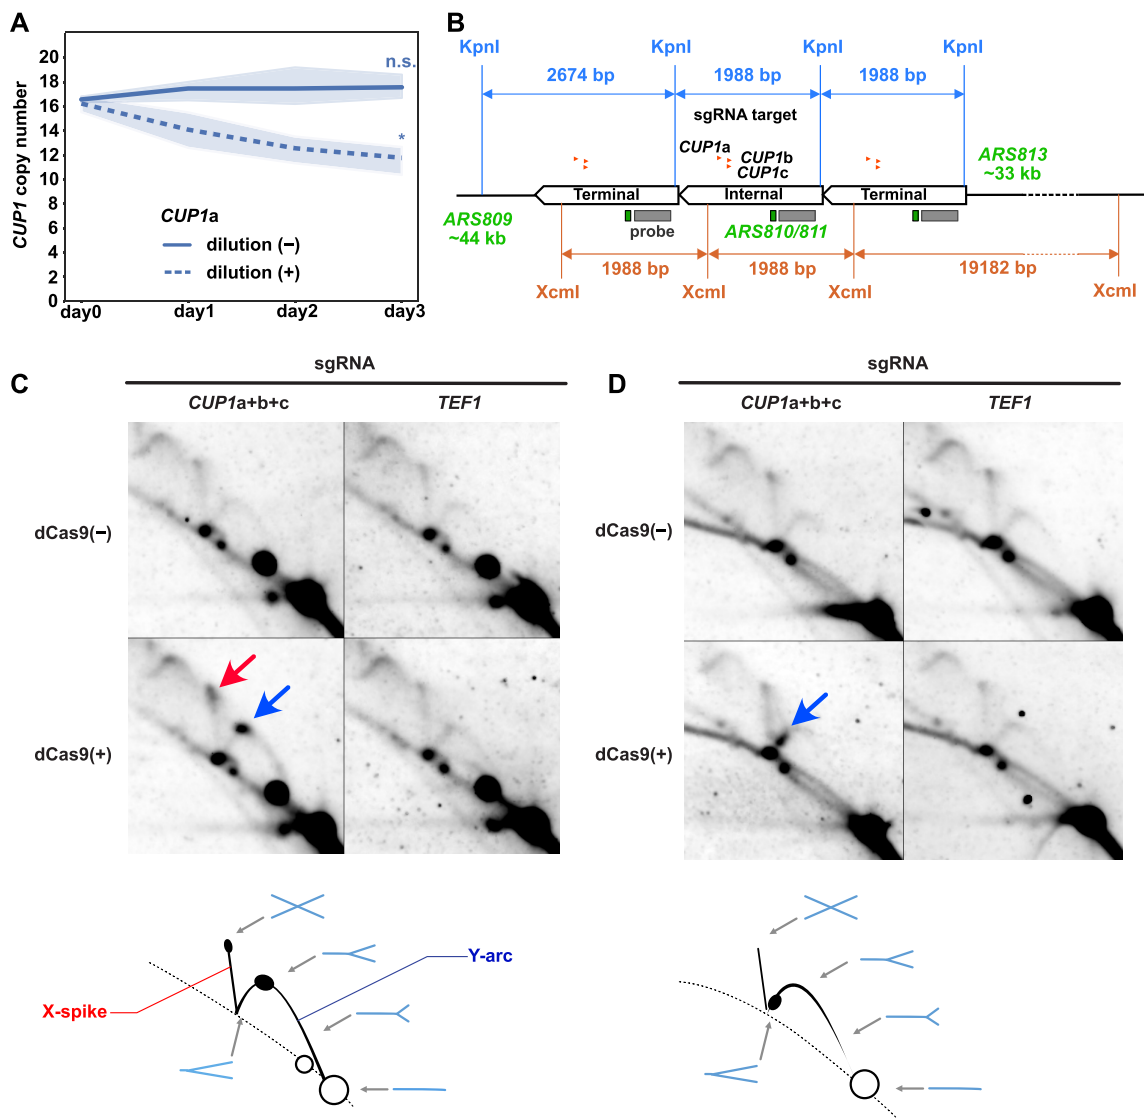 A
20
18
16
14
12
10
8
6
4
2
0
CUP1 copy number
n.s.
*
CUP1a
dilution (−)
dilution (+)
day0 day1 day2 day3
B
KpnI KpnI KpnI KpnI
2674 bp 1988 bp 1988 bp
sgRNA target
CUP1a
CUP1b
CUP1c
ARS813
~33 kb
Terminal Internal Terminal
ARS809
~44 kb
probe
ARS810/811
1988 bp 1988 bp 19182 bp
XcmI XcmI XcmI XcmI
C
sgRNA
CUP1a+b+c TEF1
dCas9(−)
dCas9(+)
Y-arc
X-spike
D
sgRNA
CUP1a+b+c TEF1
dCas9(−)
dCas9(+)